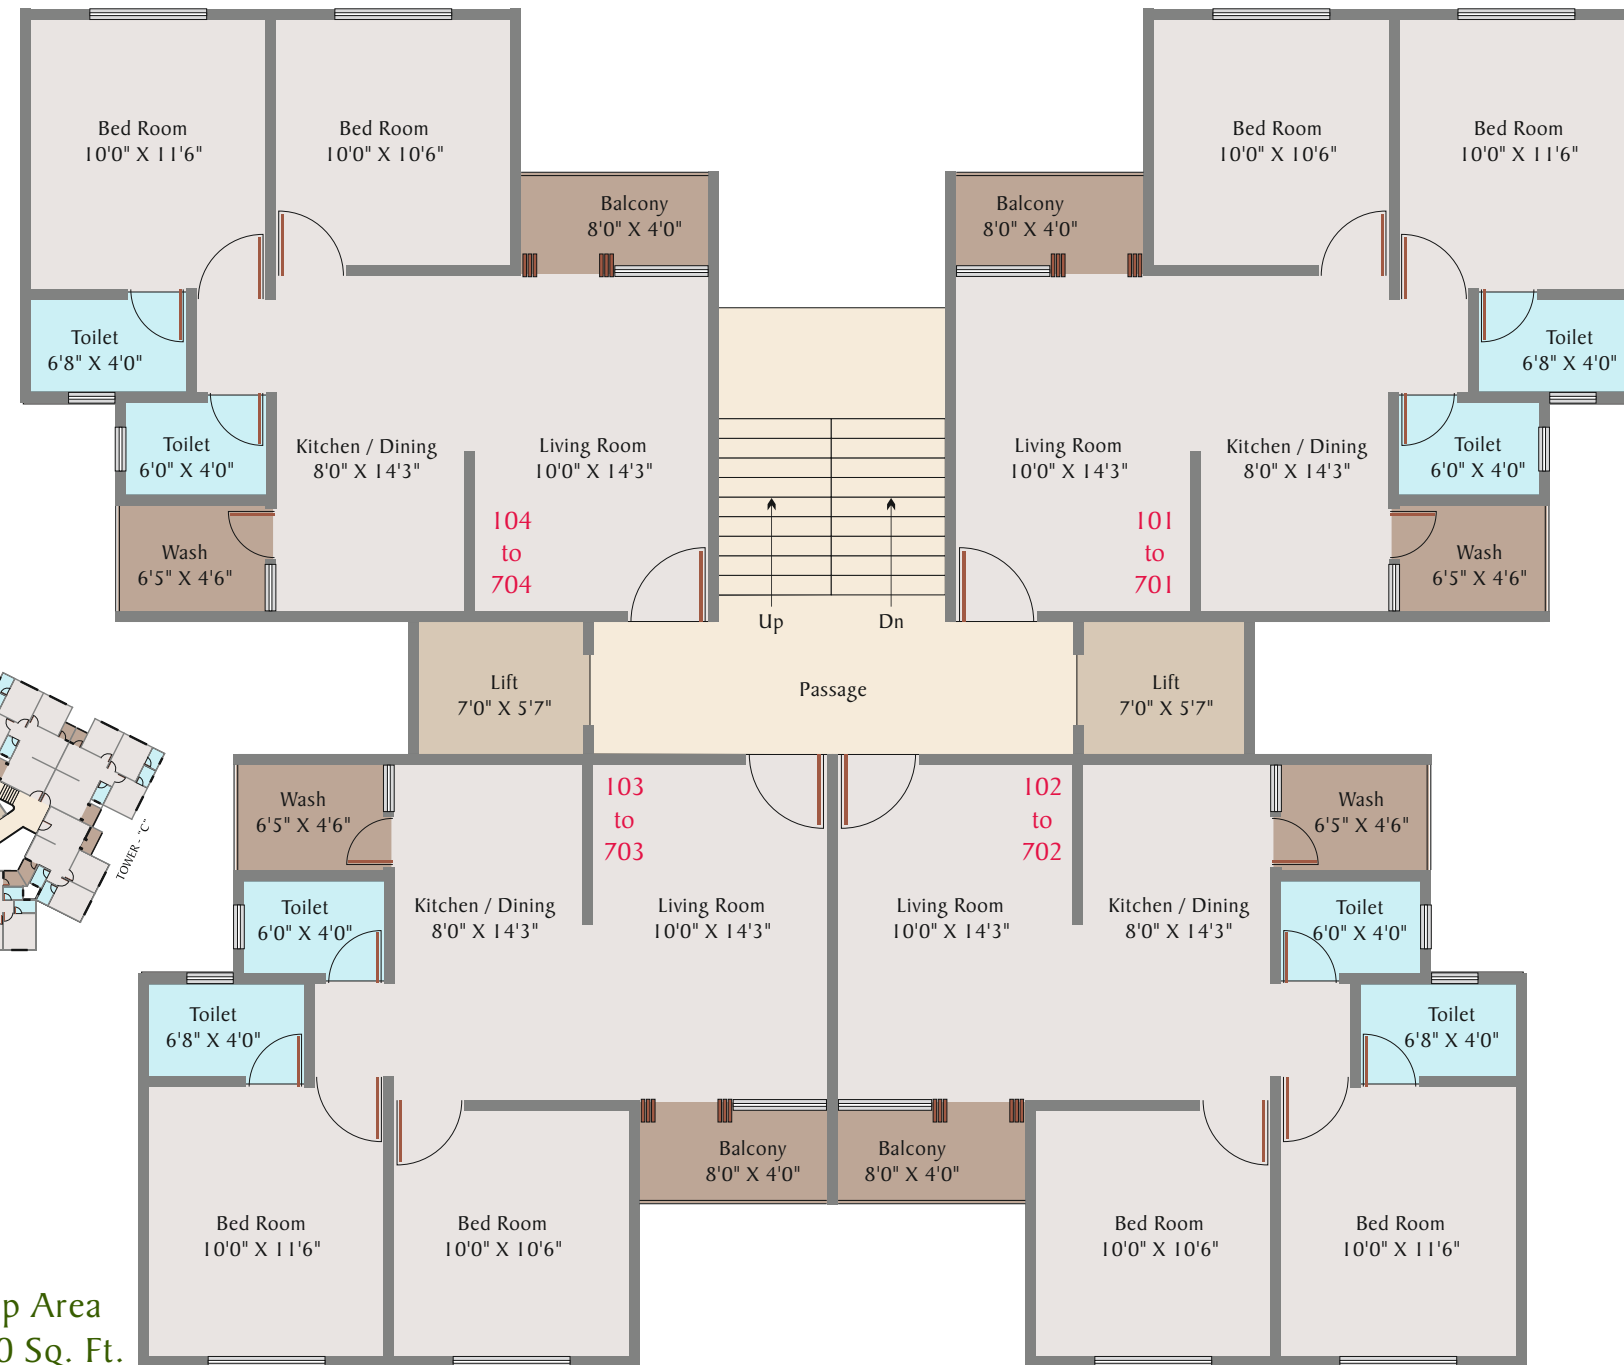 Bed Room
10'0" X 11'6"
Bed Room
10'0" X 10'6"
Balcony
8'0" X 4'0"
Balcony
8'0" X 4'0"
Bed Room
10'0" X 10'6"
Bed Room
10'0" X 11'6"
Toilet
6'8" X 4'0"
Toilet
6'0" X 4'0"
Kitchen / Dining
8'0" X 14'3"
Living Room
10'0" X 14'3"
Living Room
10'0" X 14'3"
Kitchen / Dining
8'0" X 14'3"
Toilet
6'8" X 4'0"
Toilet
6'0" X 4'0"
Wash
6'5" X 4'6"
104
to
704
101
to
701
Wash
6'5" X 4'6"
Up
Dn
Lift
7'0" X 5'7"
Passage
Lift
7'0" X 5'7"
TOWER - "C"
Wash
6'5" X 4'6"
103
to
703
102
to
702
Wash
6'5" X 4'6"
Toilet
6'0" X 4'0"
Kitchen / Dining
8'0" X 14'3"
Living Room
10'0" X 14'3"
Living Room
10'0" X 14'3"
Kitchen / Dining
8'0" X 14'3"
Toilet
6'0" X 4'0"
Toilet
6'8" X 4'0"
Toilet
6'8" X 4'0"
Balcony
8'0" X 4'0"
Balcony
8'0" X 4'0"
Bed Room
10'0" X 11'6"
Bed Room
10'0" X 10'6"
Bed Room
10'0" X 10'6"
Bed Room
10'0" X 11'6"
p Area
0 Sq. Ft.